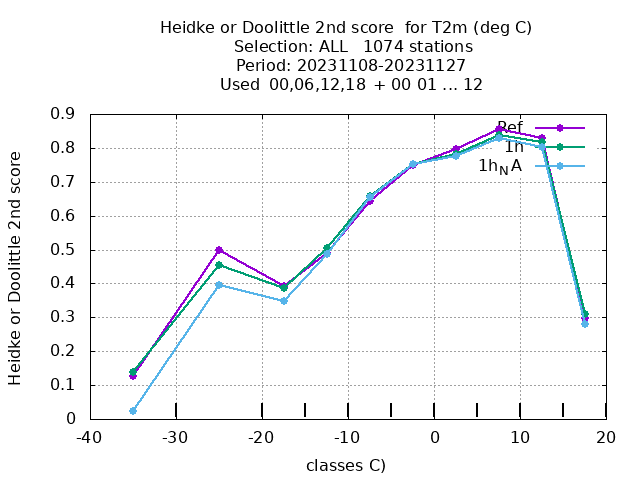 Heidke or Doolittle 2nd score  for T2m (deg C)
Selection: ALL   1074 stations
Period: 20231108-20231127
Used  00,06,12,18  + 00 01 ... 12
Heidke or Doolittle 2nd score
0.9
0.8
0.7
0.6
0.5
0.4
0.3
0.2
0.1
0
Ref
1h
1hNA
-40 -30 -20 -10 0 10 20
classes C)